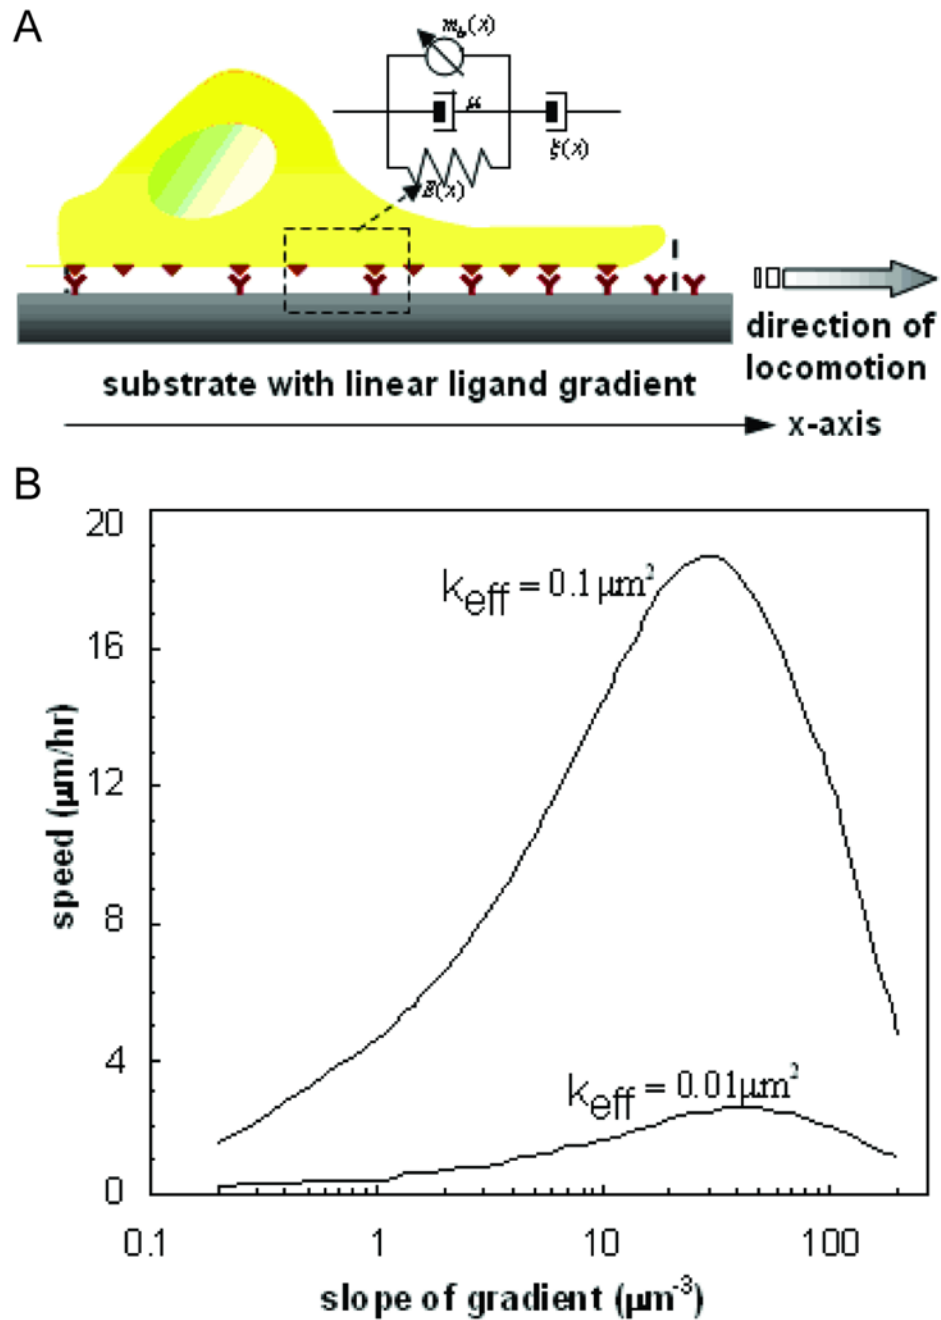 A
m_b(x)
μ
ξ(x)
E(x)
direction of
locomotion
substrate with linear ligand gradient
x-axis
B
20
16
12
8
4
0
speed (μm/hr)
k_eff = 0.1 μm²
k_eff = 0.01μm²
0.1
1
10
100
slope of gradient (μm⁻³)